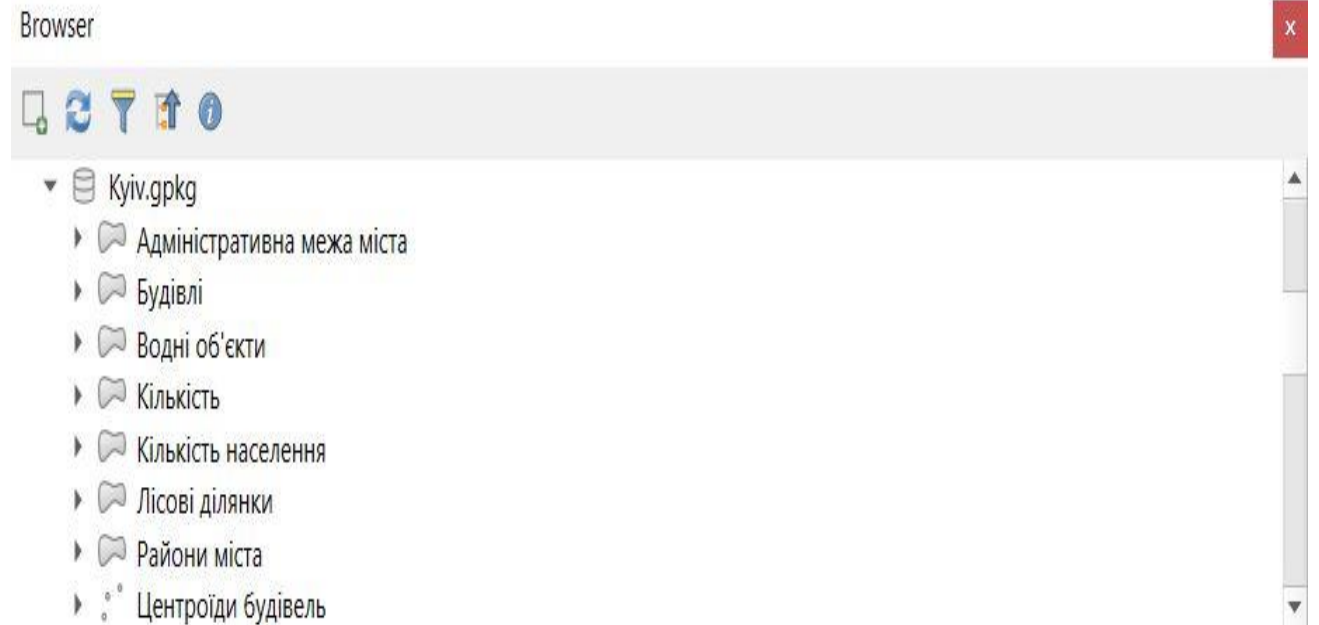 Browser
x
Kyiv.gpkg
Адміністративна межа міста
Будівлі
Водні об'єкти
Кількість
Кількість населення
Лісові ділянки
Райони міста
Центроїди будівель